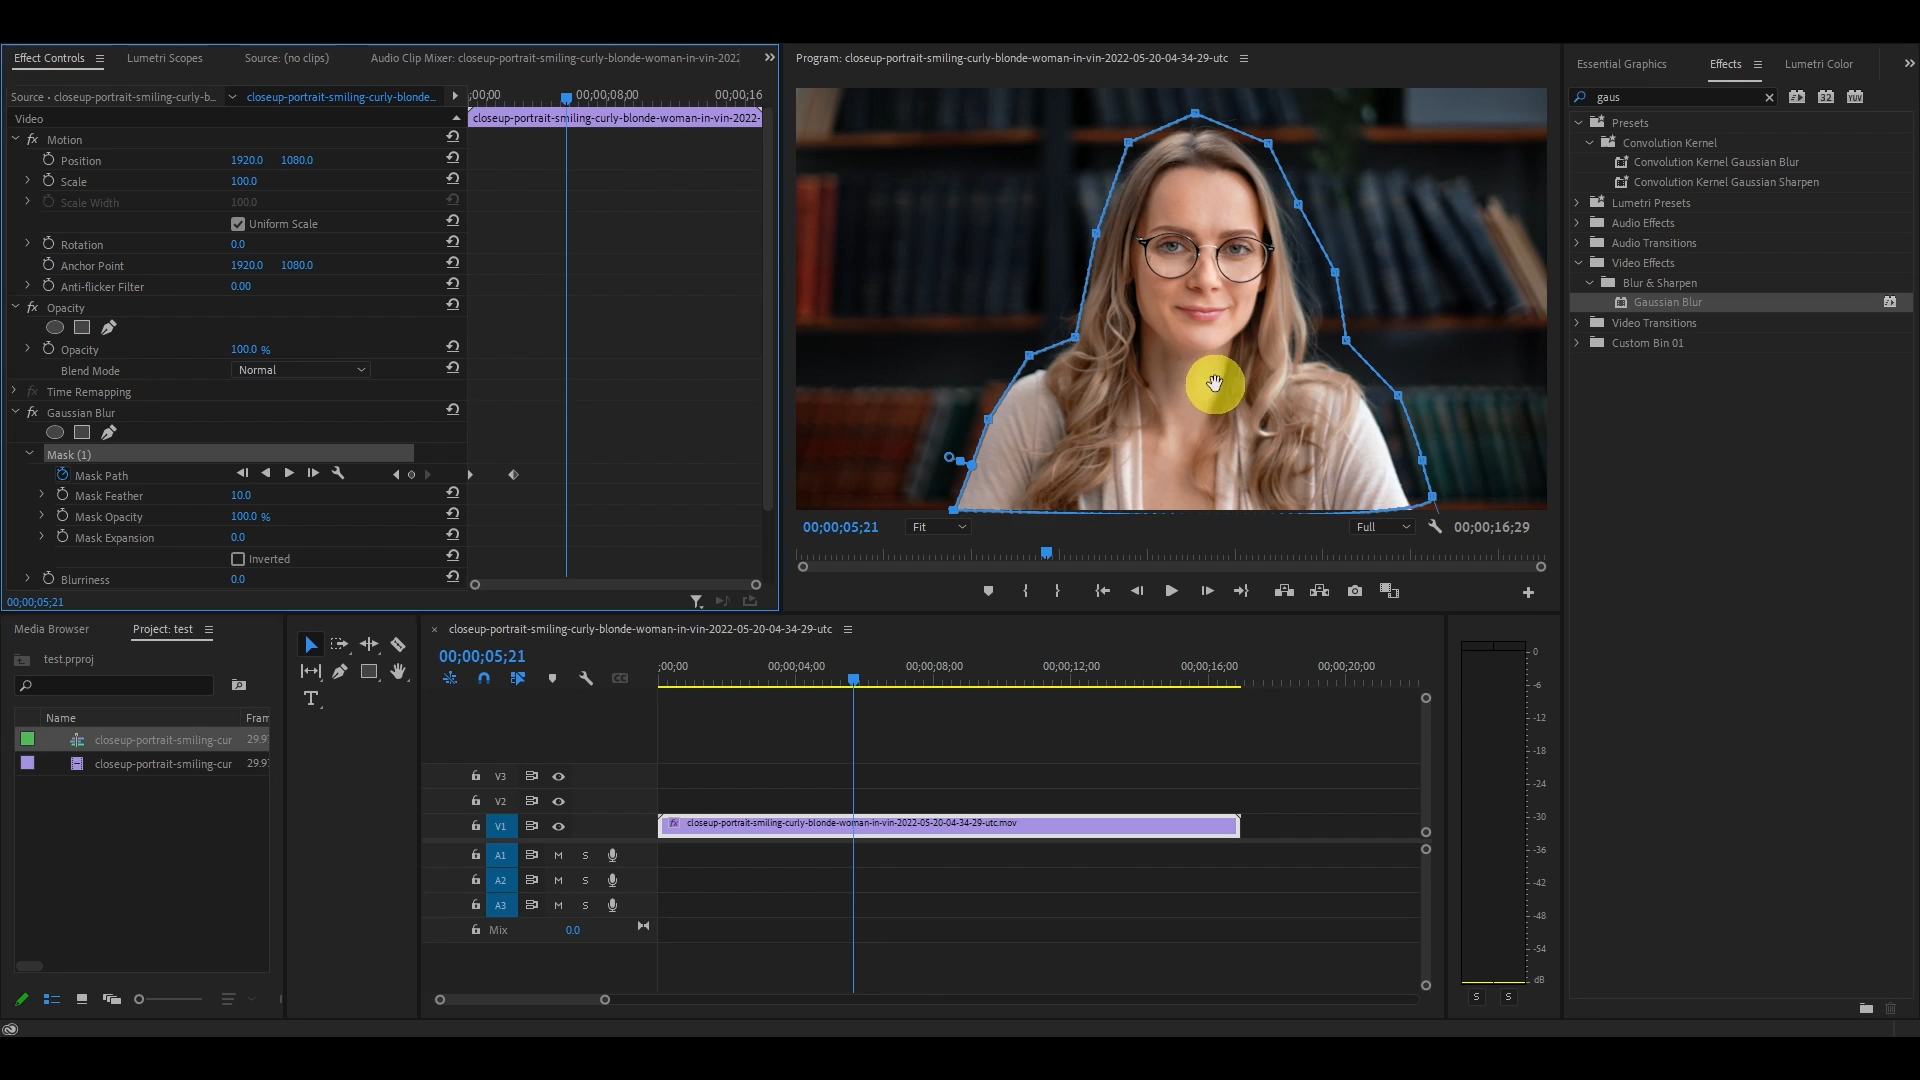 Effect Controls
Lumetri Scopes
Source: (no clips)
Audio Clip Mixer: closeup-portrait-smiling-curly-blonde-woman-in-vin-2022
Source • closeup-portrait-smiling-curly-b...
closeup-portrait-smiling-curly-blonde...
;00;00
00;00;08;00
00;00;16
Video
closeup-portrait-smiling-curly-blonde-woman-in-vin-2022-
fx Motion
Position 1920.0 1080.0
Scale 100.0
Scale Width 100.0
Uniform Scale
Rotation 0.0
Anchor Point 1920.0 1080.0
Anti-flicker Filter 0.00
fx Opacity
Opacity 100.0 %
Blend Mode Normal
fx Time Remapping
fx Gaussian Blur
Mask (1)
Mask Path
Mask Feather 10.0
Mask Opacity 100.0 %
Mask Expansion 0.0
Inverted
Blurriness 0.0
00;00;05;21
Program: closeup-portrait-smiling-curly-blonde-woman-in-vin-2022-05-20-04-34-29-utc
00;00;05;21
Fit
Full
00;00;16;29
Essential Graphics
Effects
Lumetri Color
gaus
32
YUV
Presets
Convolution Kernel
Convolution Kernel Gaussian Blur
Convolution Kernel Gaussian Sharpen
Lumetri Presets
Audio Effects
Audio Transitions
Video Effects
Blur & Sharpen
Gaussian Blur
Video Transitions
Custom Bin 01
Media Browser
Project: test
test.prproj
Name
Fram
closeup-portrait-smiling-cur 29.97
closeup-portrait-smiling-cur 29.97
T
× closeup-portrait-smiling-curly-blonde-woman-in-vin-2022-05-20-04-34-29-utc
00;00;05;21
CC
;00;00
00;00;04;00
00;00;08;00
00;00;12;00
00;00;16;00
00;00;20;00
V3
V2
V1
fx closeup-portrait-smiling-curly-blonde-woman-in-vin-2022-05-20-04-34-29-utc.mov
A1 M S
A2 M S
A3 M S
Mix 0.0
0
-6
-12
-18
-24
-30
-36
-42
-48
-54
dB
S S